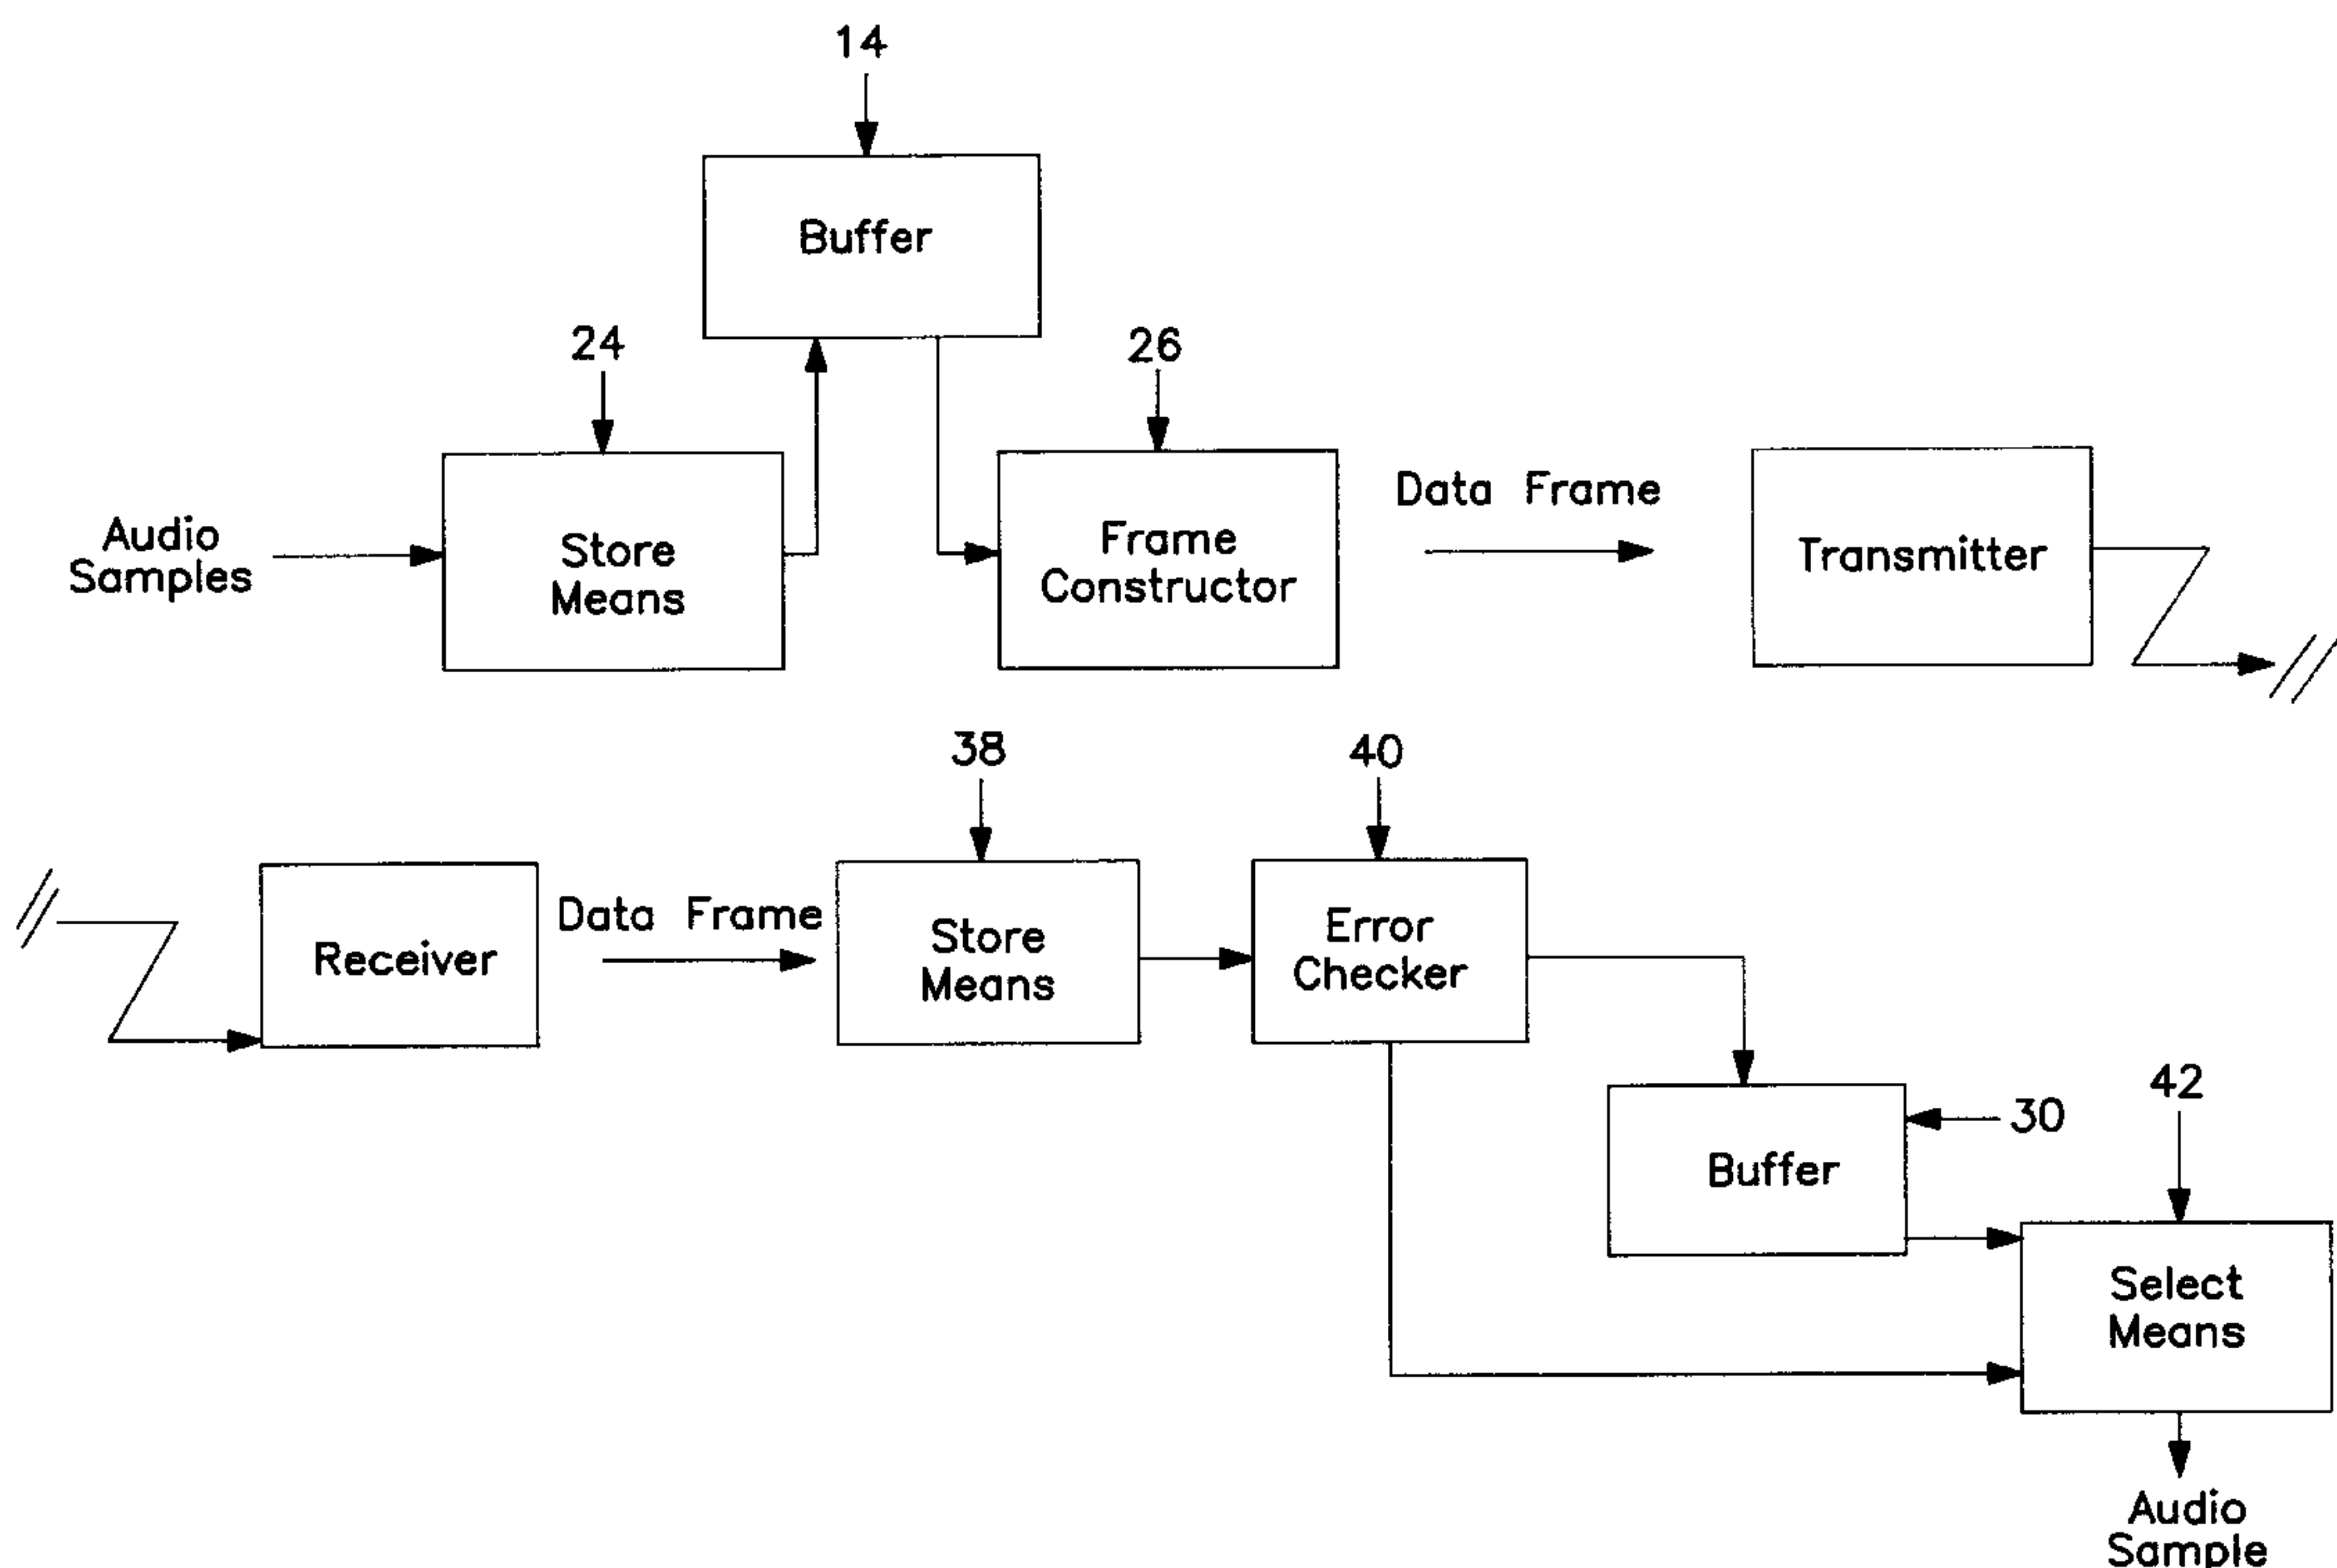 14
Buffer
24
26
Audio
Samples
Store
Means
Frame
Constructor
Data Frame
Transmitter
38
40
Receiver
Data Frame
Store
Means
Error
Checker
42
30
Buffer
Select
Means
Audio
Sample